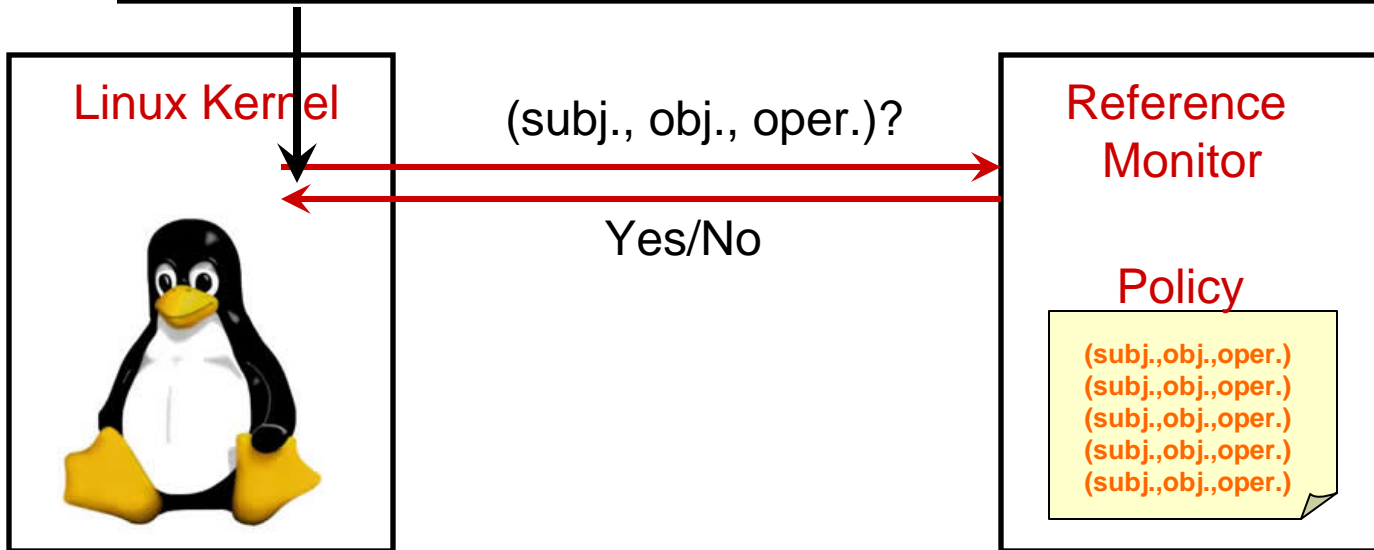 Linux Kernel
(subj., obj., oper.)?
Yes/No
Reference
Monitor
Policy
(subj.,obj.,oper.)
(subj.,obj.,oper.)
(subj.,obj.,oper.)
(subj.,obj.,oper.)
(subj.,obj.,oper.)